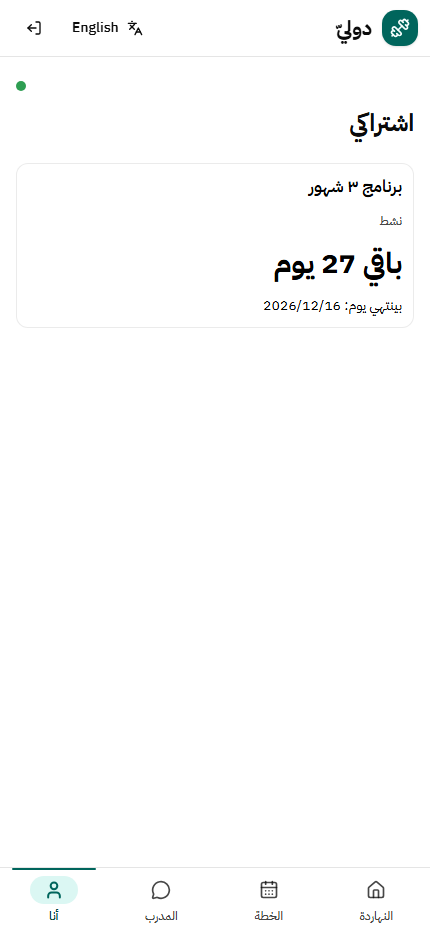 دوليّ
English
اشتراكي
برنامج ٣ شهور
نشط
باقي 27 يوم
بينتهي يوم: 2026/12/16
النهاردة
الخطة
المدرب
أنا